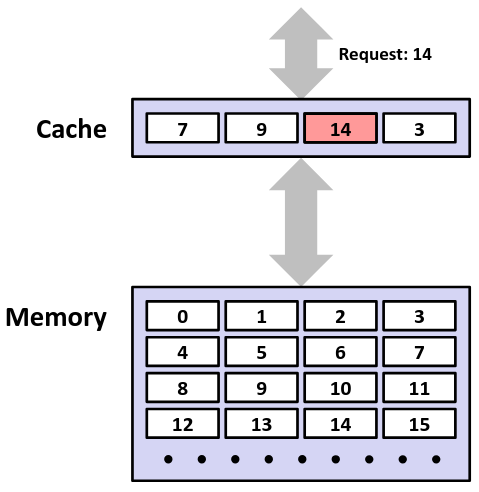 Request: 14
Cache
7 9 14 3
Memory
0 1 2 3
4 5 6 7
8 9 10 11
12 13 14 15
• • • • • • • • •